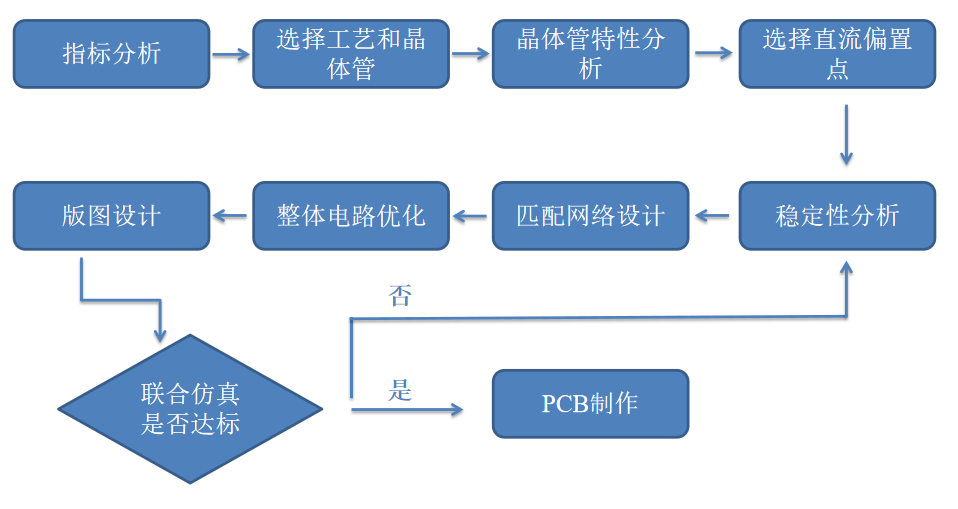 指标分析
选择工艺和晶
体管
晶体管特性分
析
选择直流偏置
点
版图设计
整体电路优化
匹配网络设计
稳定性分析
否
联合仿真
是否达标
是
PCB制作